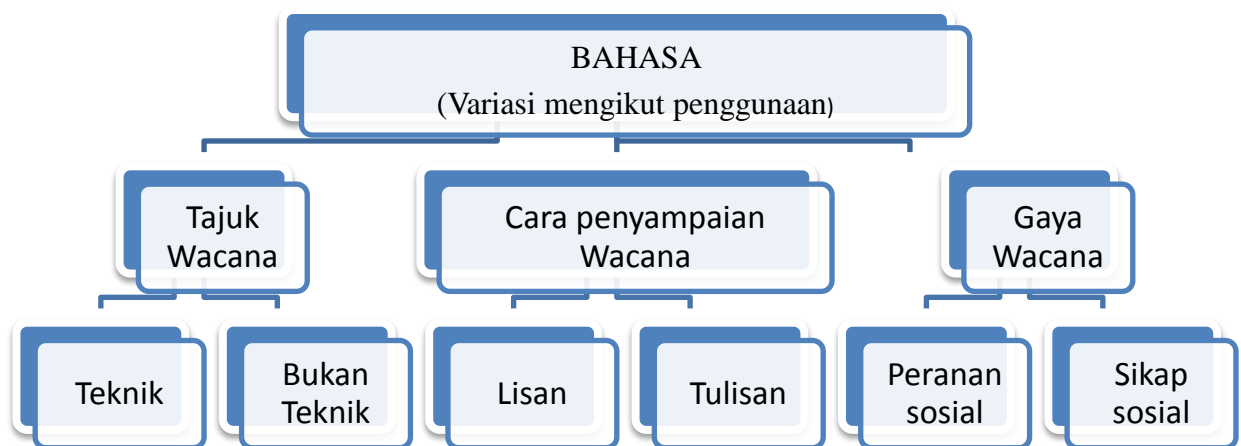 BAHASA
(Variasi mengikut penggunaan)
Tajuk
Wacana
Cara penyampaian
Wacana
Gaya
Wacana
Teknik
Bukan
Teknik
Lisan
Tulisan
Peranan
sosial
Sikap
sosial